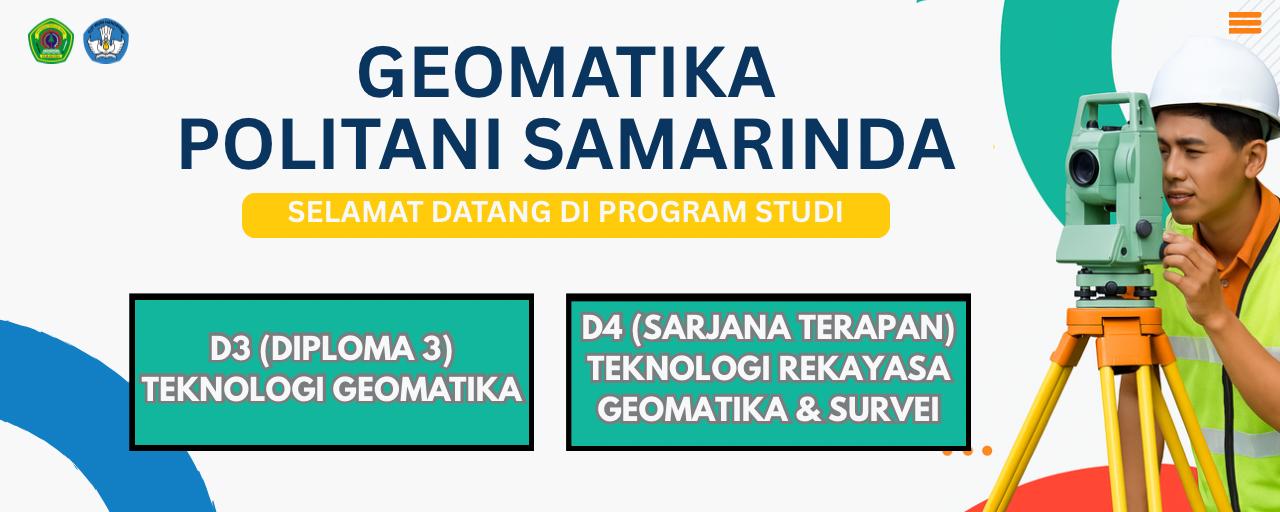 GEOMATIKA
POLITANI SAMARINDA
SELAMAT DATANG DI PROGRAM STUDI
D3 (DIPLOMA 3)
TEKNOLOGI GEOMATIKA
D4 (SARJANA TERAPAN)
TEKNOLOGI REKAYASA
GEOMATIKA & SURVEI